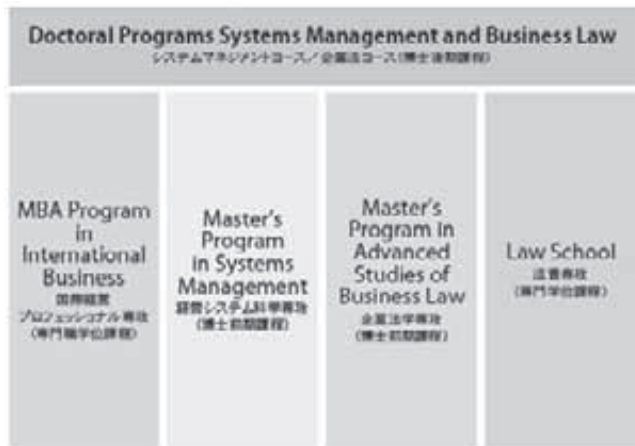 Doctoral Programs Systems Management and Business Law
システムマネジメントコース／企業法コース(博士後期課程)
MBA Program
in
International
Business
国際経営
プロフェッショナル専攻
(専門職学位課程)
Master's
Program
in Systems
Management
経営システム科学専攻
(博士前期課程)
Master's
Program in
Advanced
Studies of
Business Law
企業法学専攻
(博士前期課程)
Law School
法曹専攻
(専門学位課程)